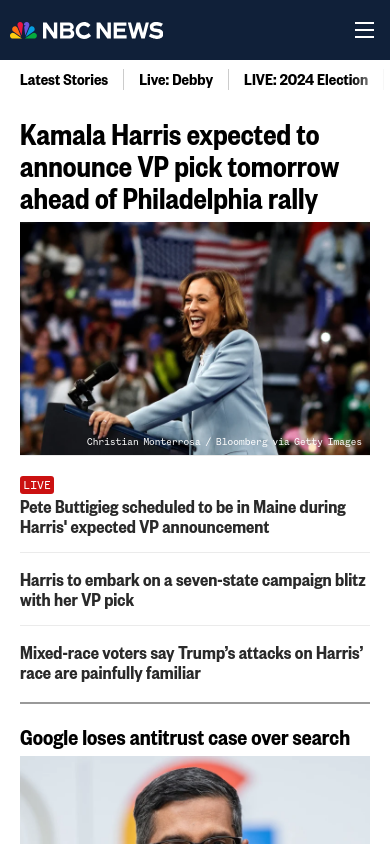 NBC NEWS
Latest Stories
Live: Debby
LIVE: 2024 Election
Kamala Harris expected to
announce VP pick tomorrow
ahead of Philadelphia rally
Christian Monterrosa / Bloomberg via Getty Images
LIVE
Pete Buttigieg scheduled to be in Maine during
Harris' expected VP announcement
Harris to embark on a seven-state campaign blitz
with her VP pick
Mixed-race voters say Trump’s attacks on Harris’
race are painfully familiar
Google loses antitrust case over search